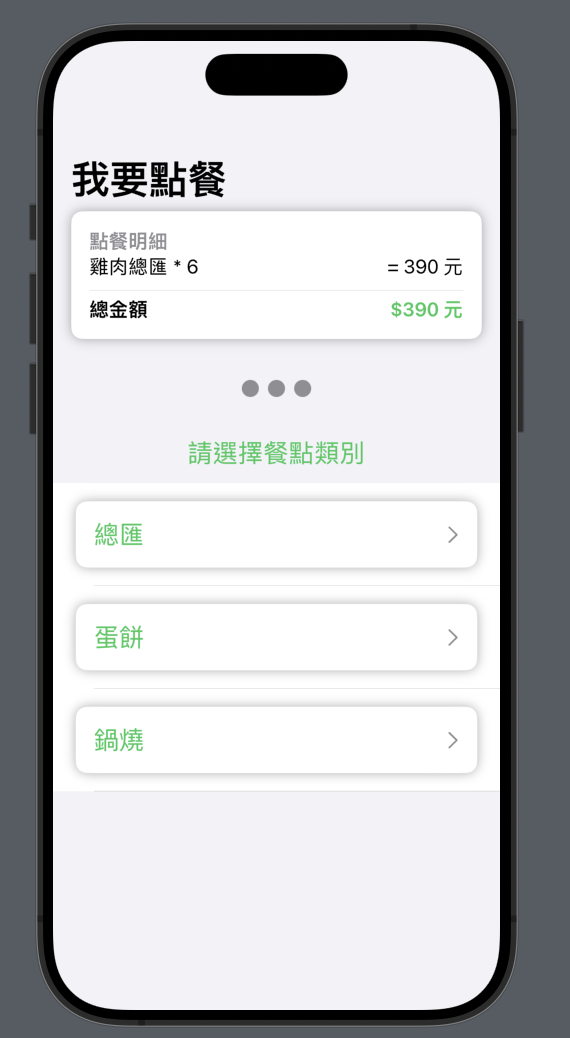 我要點餐
點餐明細
雞肉總匯 * 6 = 390 元
總金額 $390 元
請選擇餐點類別
總匯
蛋餅
鍋燒